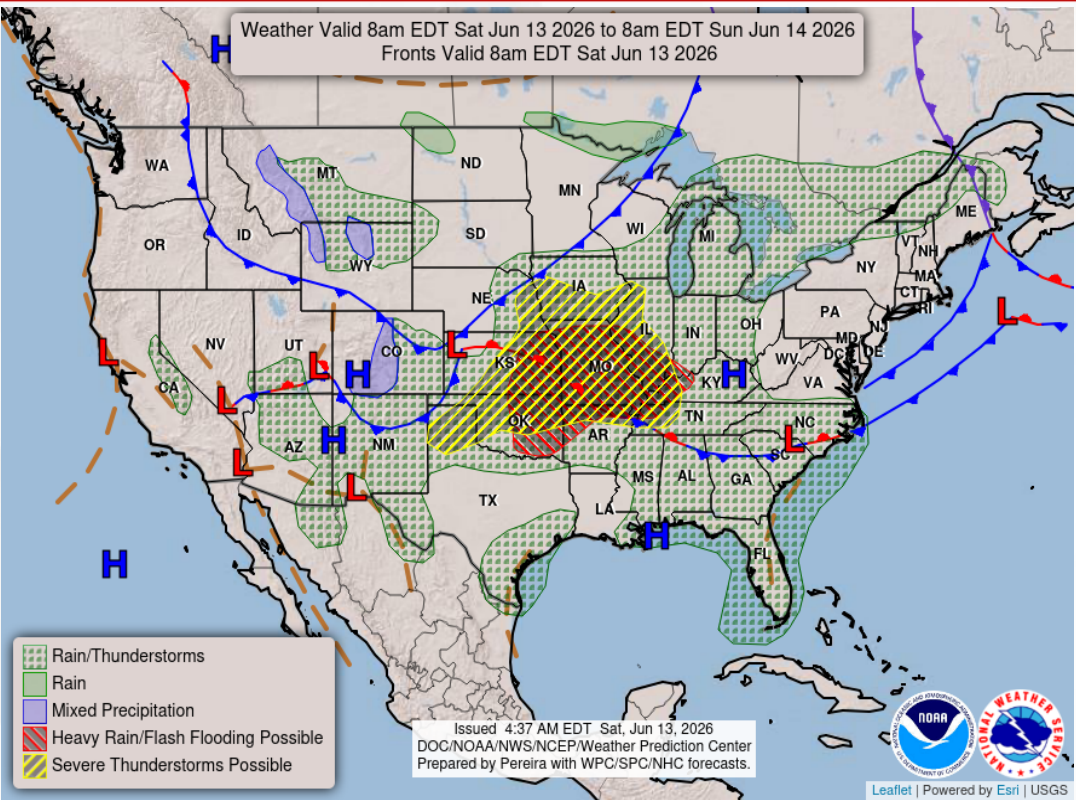 Weather Valid 8am EDT Sat Jun 13 2026 to 8am EDT Sun Jun 14 2026
Fronts Valid 8am EDT Sat Jun 13 2026
H
WA
MT
ND
MN
ME
OR
ID
SD
WI
MI
VT
NH
WY
NY
MA
NE
IA
CT
RI
PA
NJ
NV
UT
CO
L
KS
MO
IL
IN
OH
MD
DE
DC
WV
VA
L
L
L
L
H
H
KY
CA
AZ
NM
H
OK
AR
TN
NC
SC
L
L
L
TX
LA
MS
AL
GA
H
FL
H
Rain/Thunderstorms
Rain
Mixed Precipitation
Heavy Rain/Flash Flooding Possible
Severe Thunderstorms Possible
Issued 4:37 AM EDT Sat, Jun 13, 2026
DOC/NOAA/NWS/NCEP/Weather Prediction Center
Prepared by Pereira with WPC/SPC/NHC forecasts.
NOAA
NATIONAL WEATHER SERVICE
Leaflet | Powered by Esri | USGS